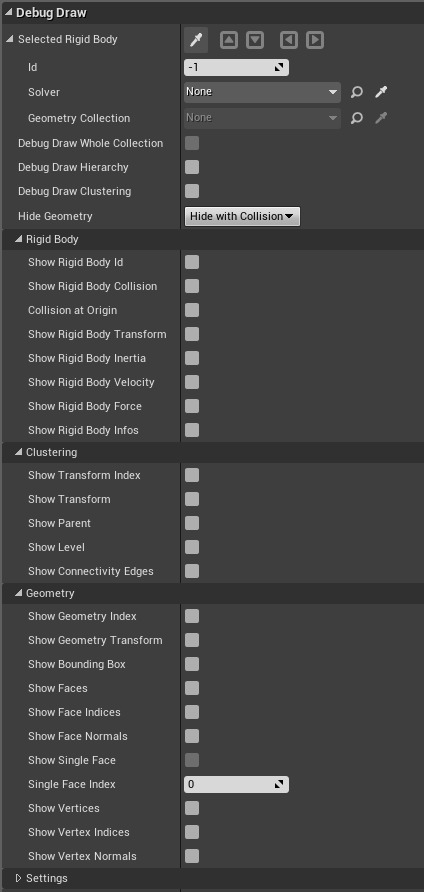 Debug Draw
Selected Rigid Body
Id -1
Solver None
Geometry Collection None
Debug Draw Whole Collection
Debug Draw Hierarchy
Debug Draw Clustering
Hide Geometry Hide with Collision
Rigid Body
Show Rigid Body Id
Show Rigid Body Collision
Collision at Origin
Show Rigid Body Transform
Show Rigid Body Inertia
Show Rigid Body Velocity
Show Rigid Body Force
Show Rigid Body Infos
Clustering
Show Transform Index
Show Transform
Show Parent
Show Level
Show Connectivity Edges
Geometry
Show Geometry Index
Show Geometry Transform
Show Bounding Box
Show Faces
Show Face Indices
Show Face Normals
Show Single Face
Single Face Index 0
Show Vertices
Show Vertex Indices
Show Vertex Normals
Settings